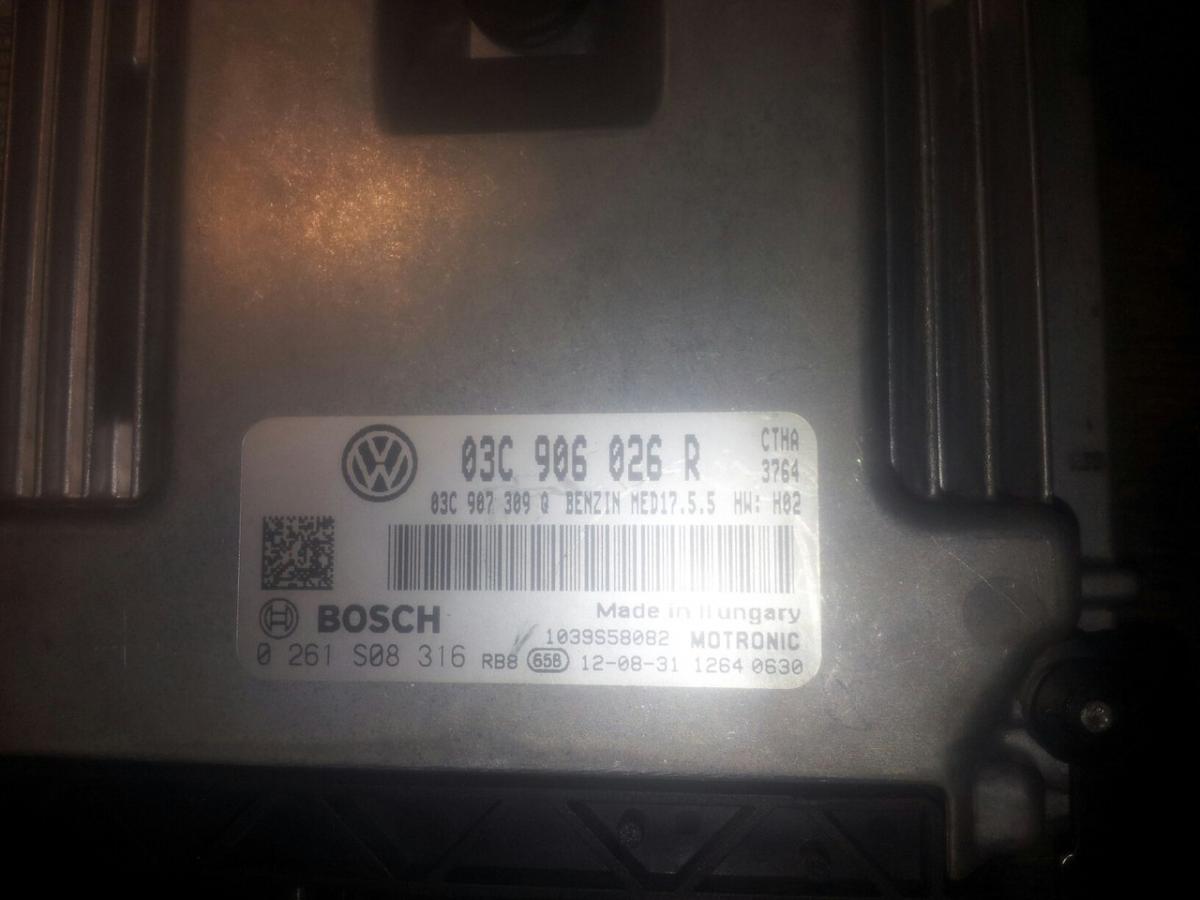 03C 906 026 R
CTHA
3764
03C 907 309 Q BENZIN MED17.5.5 HW: H02
BOSCH
Made in Hungary
1039S58082 MOTRONIC
0 261 S08 316 RB8 658 12-08-31 1264 0630